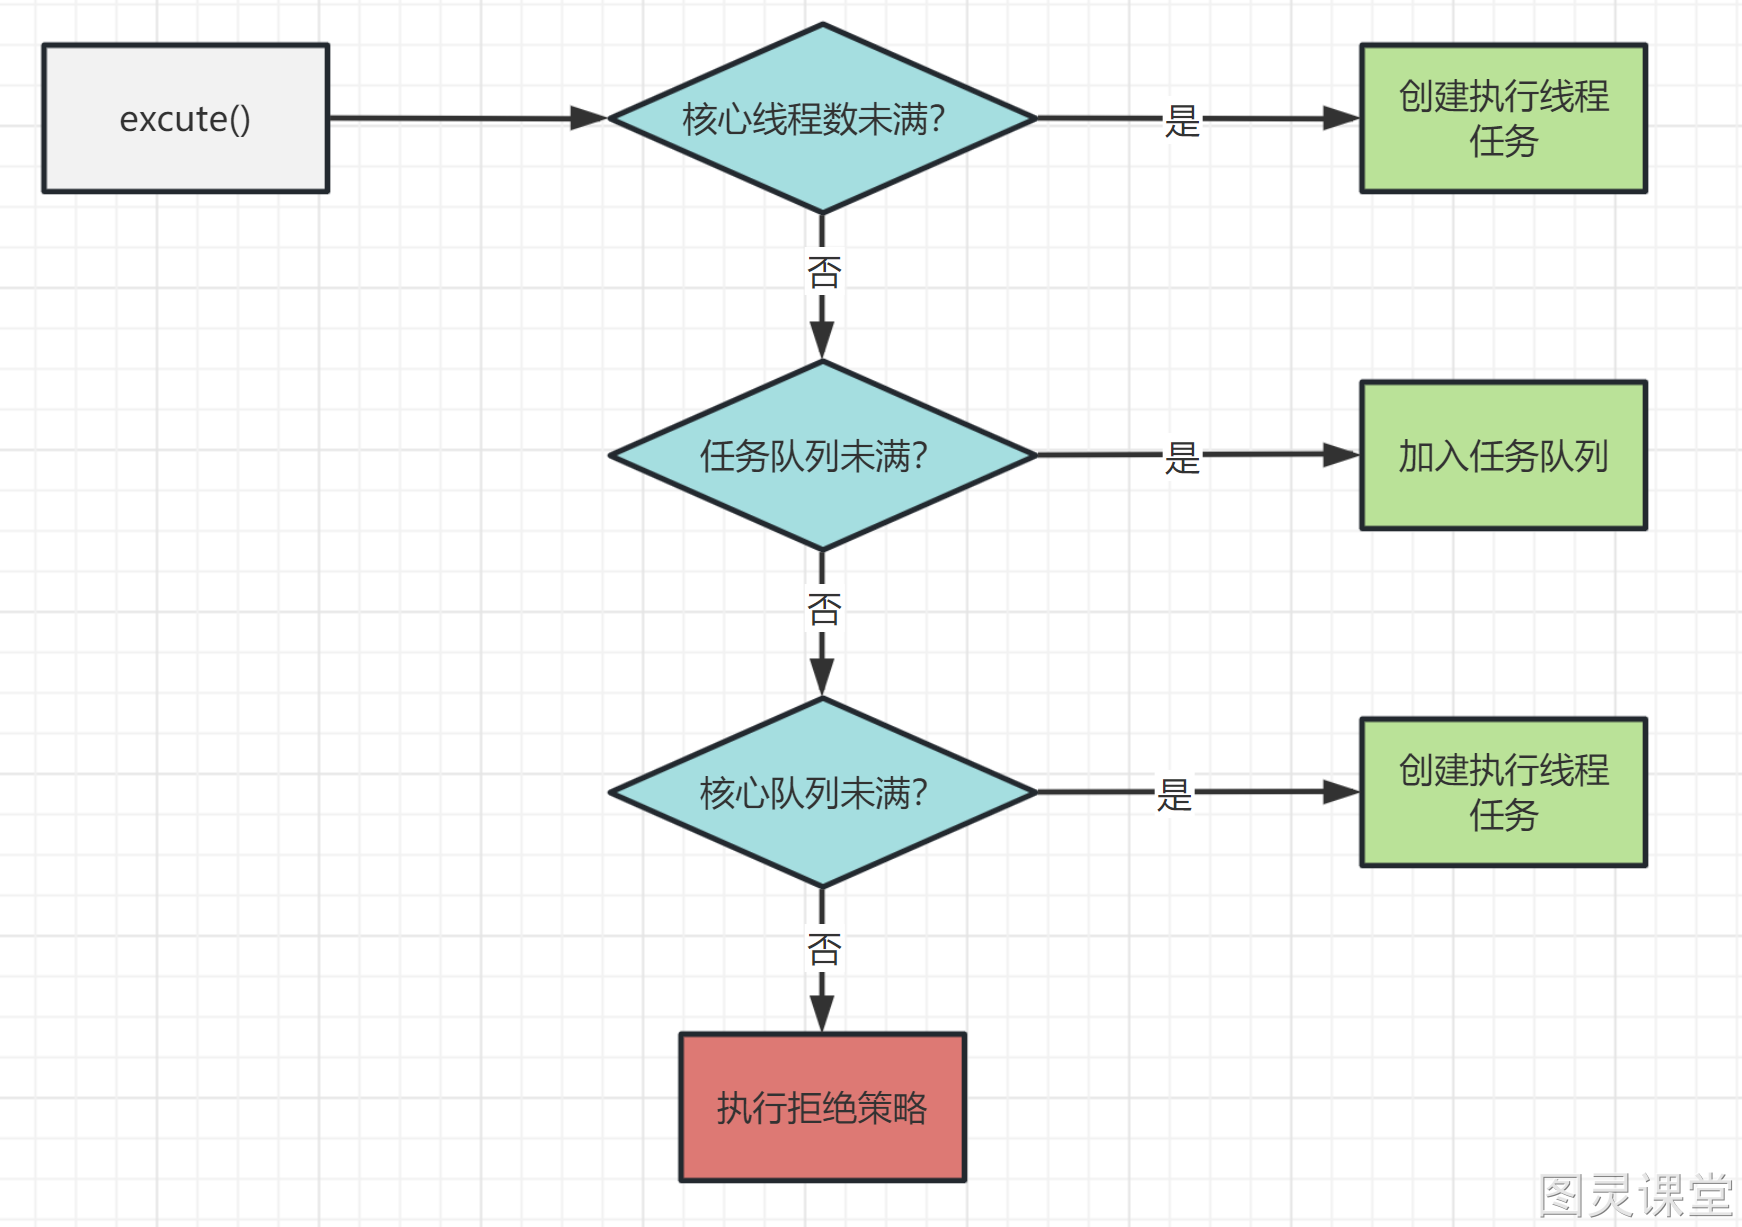 excute()
核心线程数未满?
是
创建执行线程
任务
否
任务队列未满?
是
加入任务队列
否
核心队列未满?
是
创建执行线程
任务
否
执行拒绝策略
图灵课堂